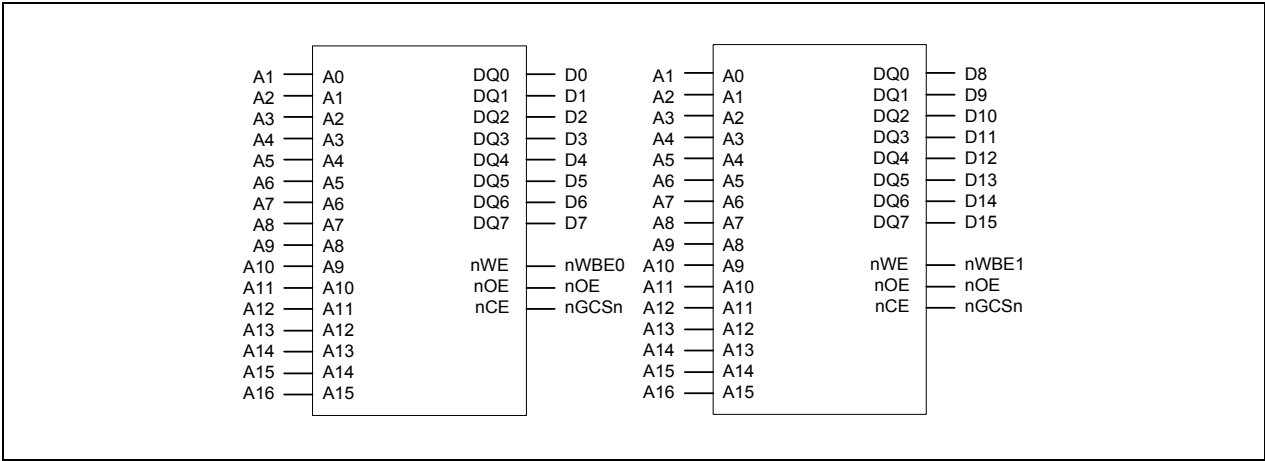 A1 A0 DQ0 D0 A1 A0 DQ0 D8
A2 A1 DQ1 D1 A2 A1 DQ1 D9
A3 A2 DQ2 D2 A3 A2 DQ2 D10
A4 A3 DQ3 D3 A4 A3 DQ3 D11
A5 A4 DQ4 D4 A5 A4 DQ4 D12
A6 A5 DQ5 D5 A6 A5 DQ5 D13
A7 A6 DQ6 D6 A7 A6 DQ6 D14
A8 A7 DQ7 D7 A8 A7 DQ7 D15
A9 A8 A9 A8
A10 A9 nWE nWBE0 A10 A9 nWE nWBE1
A11 A10 nOE nOE A11 A10 nOE nOE
A12 A11 nCE nGCSn A12 A11 nCE nGCSn
A13 A12 A13 A12
A14 A13 A14 A13
A15 A14 A15 A14
A16 A15 A16 A15